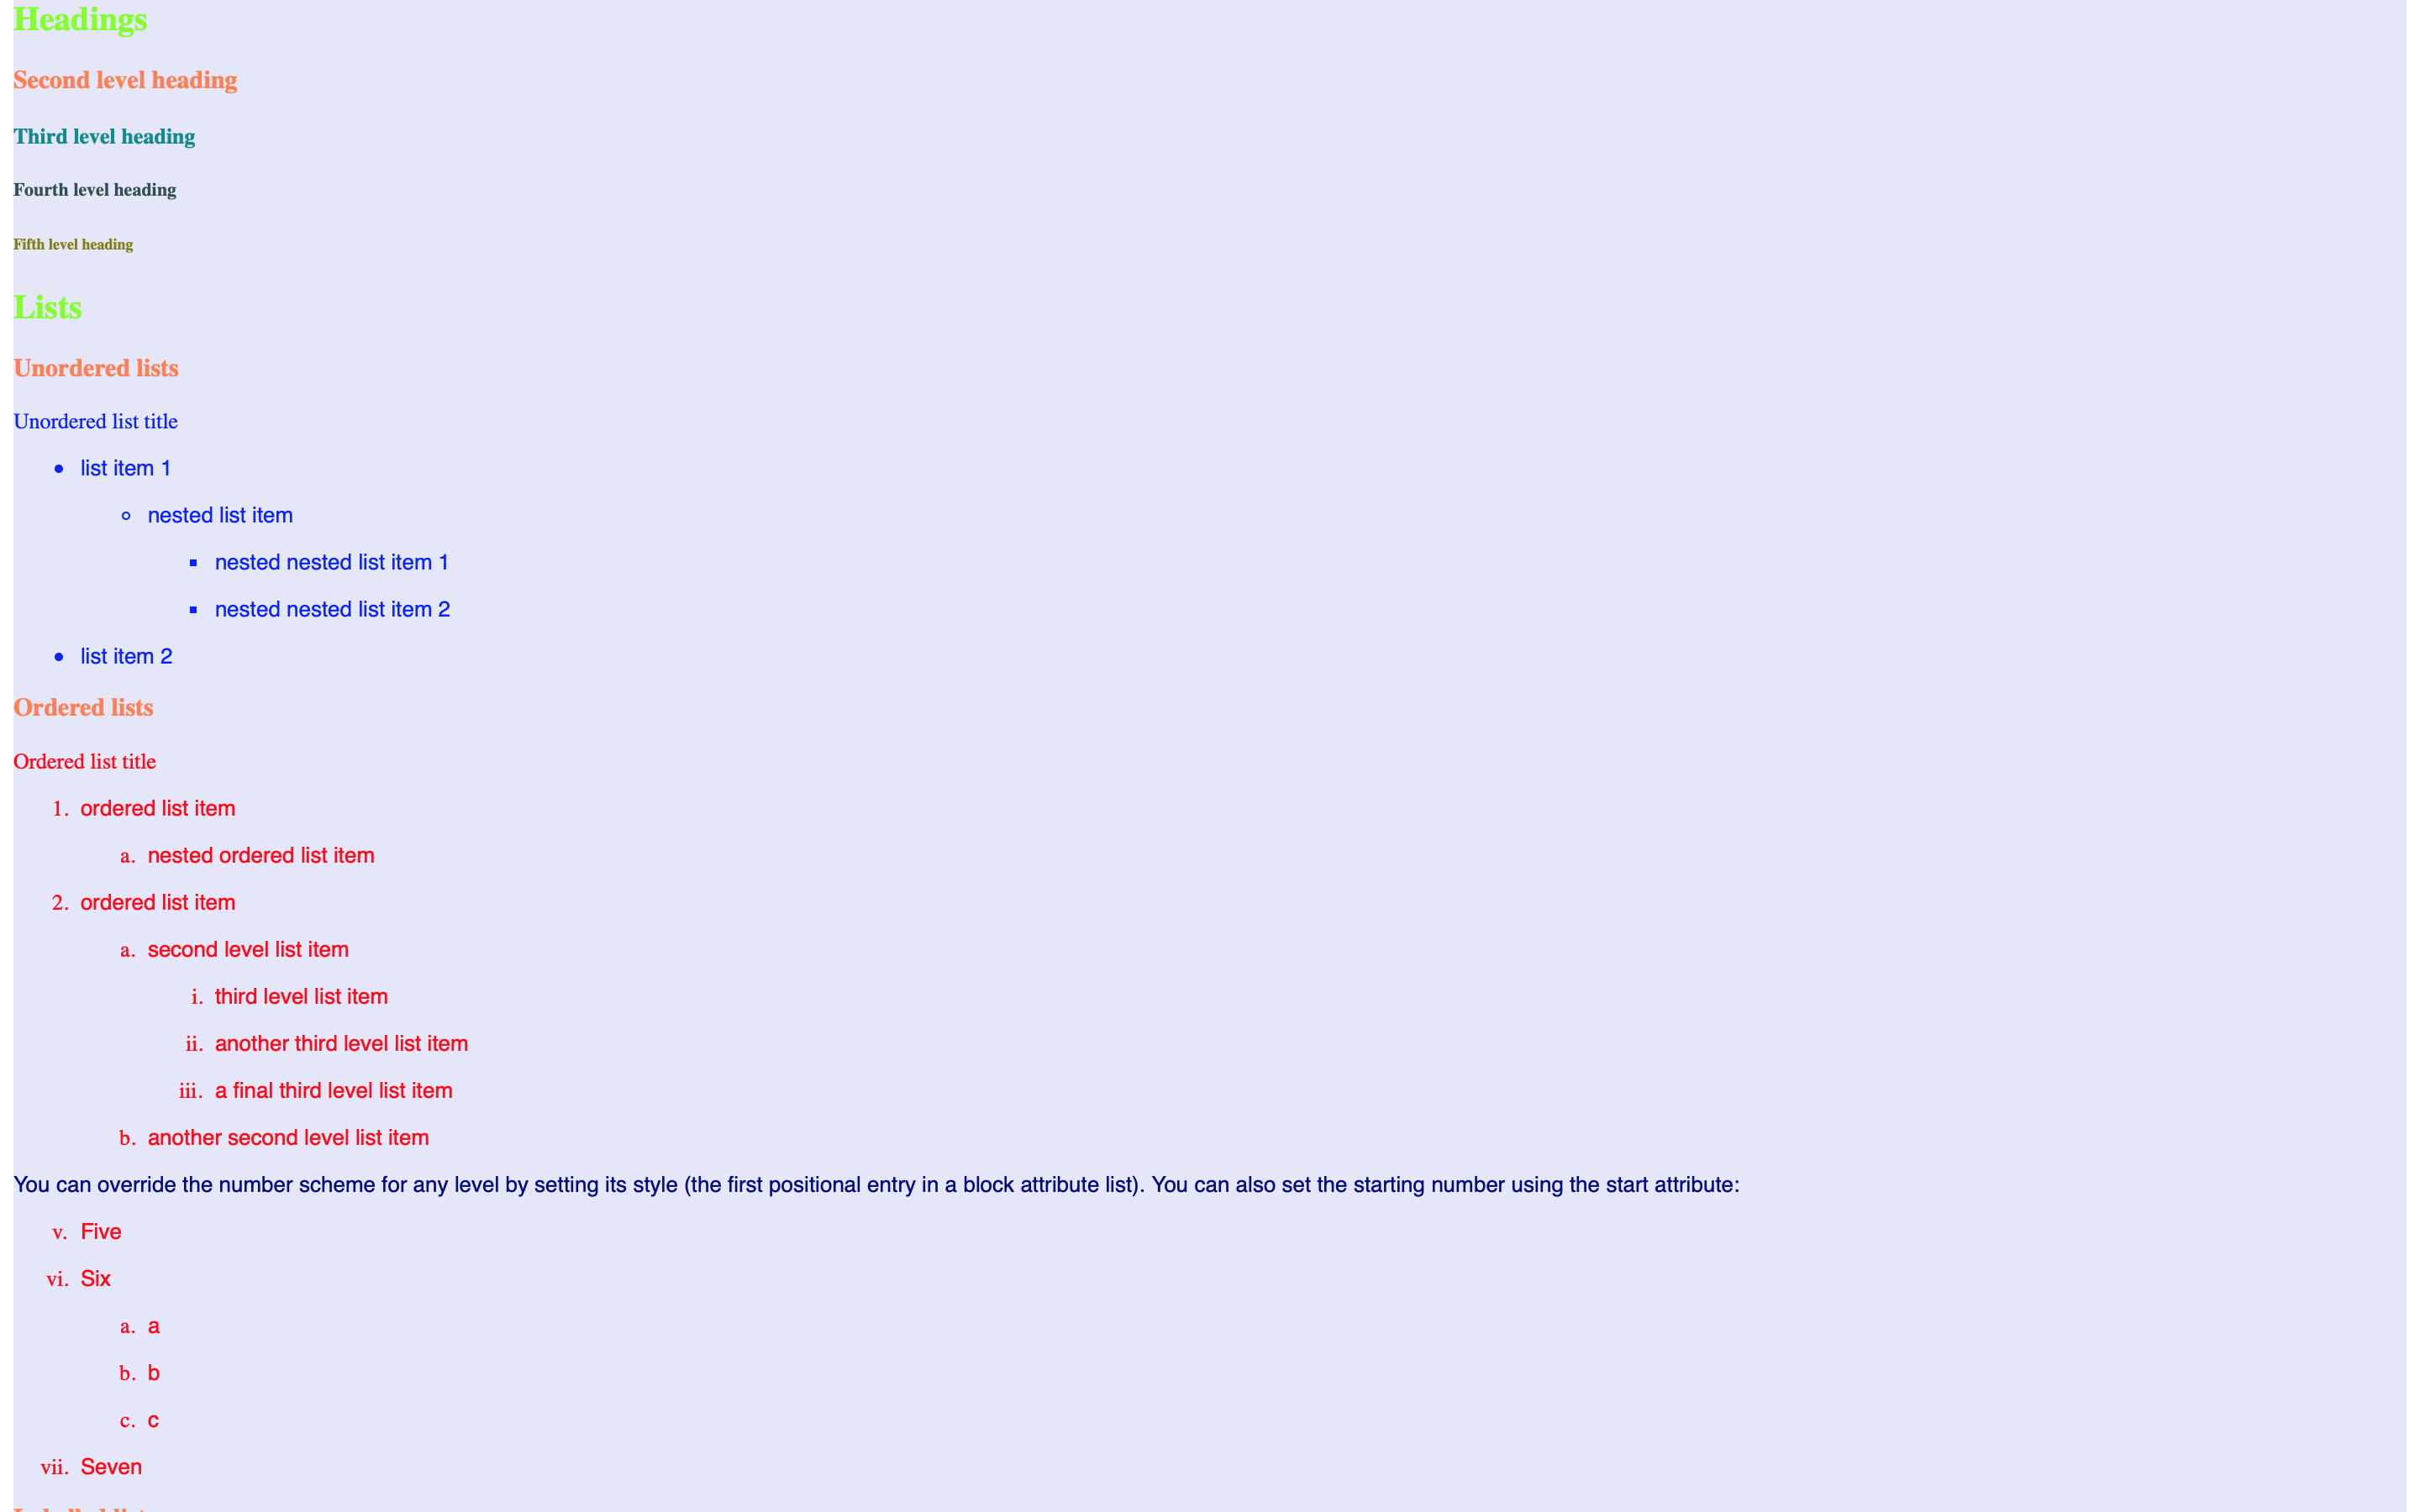 Headings
Second level heading
Third level heading
Fourth level heading
Fifth level heading
Lists
Unordered lists
Unordered list title
• list item 1
◦ nested list item
▪ nested nested list item 1
▪ nested nested list item 2
• list item 2
Ordered lists
Ordered list title
1. ordered list item
a. nested ordered list item
2. ordered list item
a. second level list item
i. third level list item
ii. another third level list item
iii. a final third level list item
b. another second level list item
You can override the number scheme for any level by setting its style (the first positional entry in a block attribute list). You can also set the starting number using the start attribute:
v. Five
vi. Six
a. a
b. b
c. c
vii. Seven